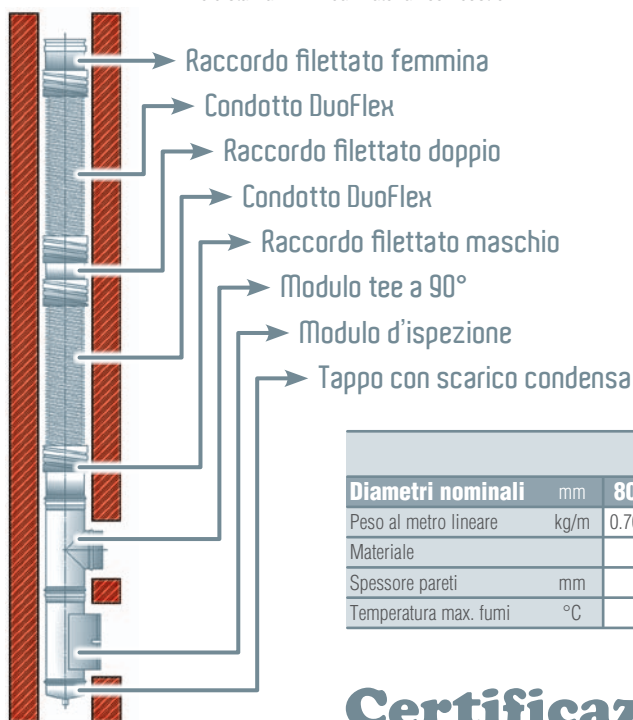 Raccordo filettato femmina
Condotto DuoFlex
Raccordo filettato doppio
Condotto DuoFlex
Raccordo filettato maschio
Modulo tee a 90°
Modulo d'ispezione
Tappo con scarico condensa
Diametri nominali mm 80
Peso al metro lineare kg/m
Materiale
Spessore pareti mm
Temperatura max. fumi °C